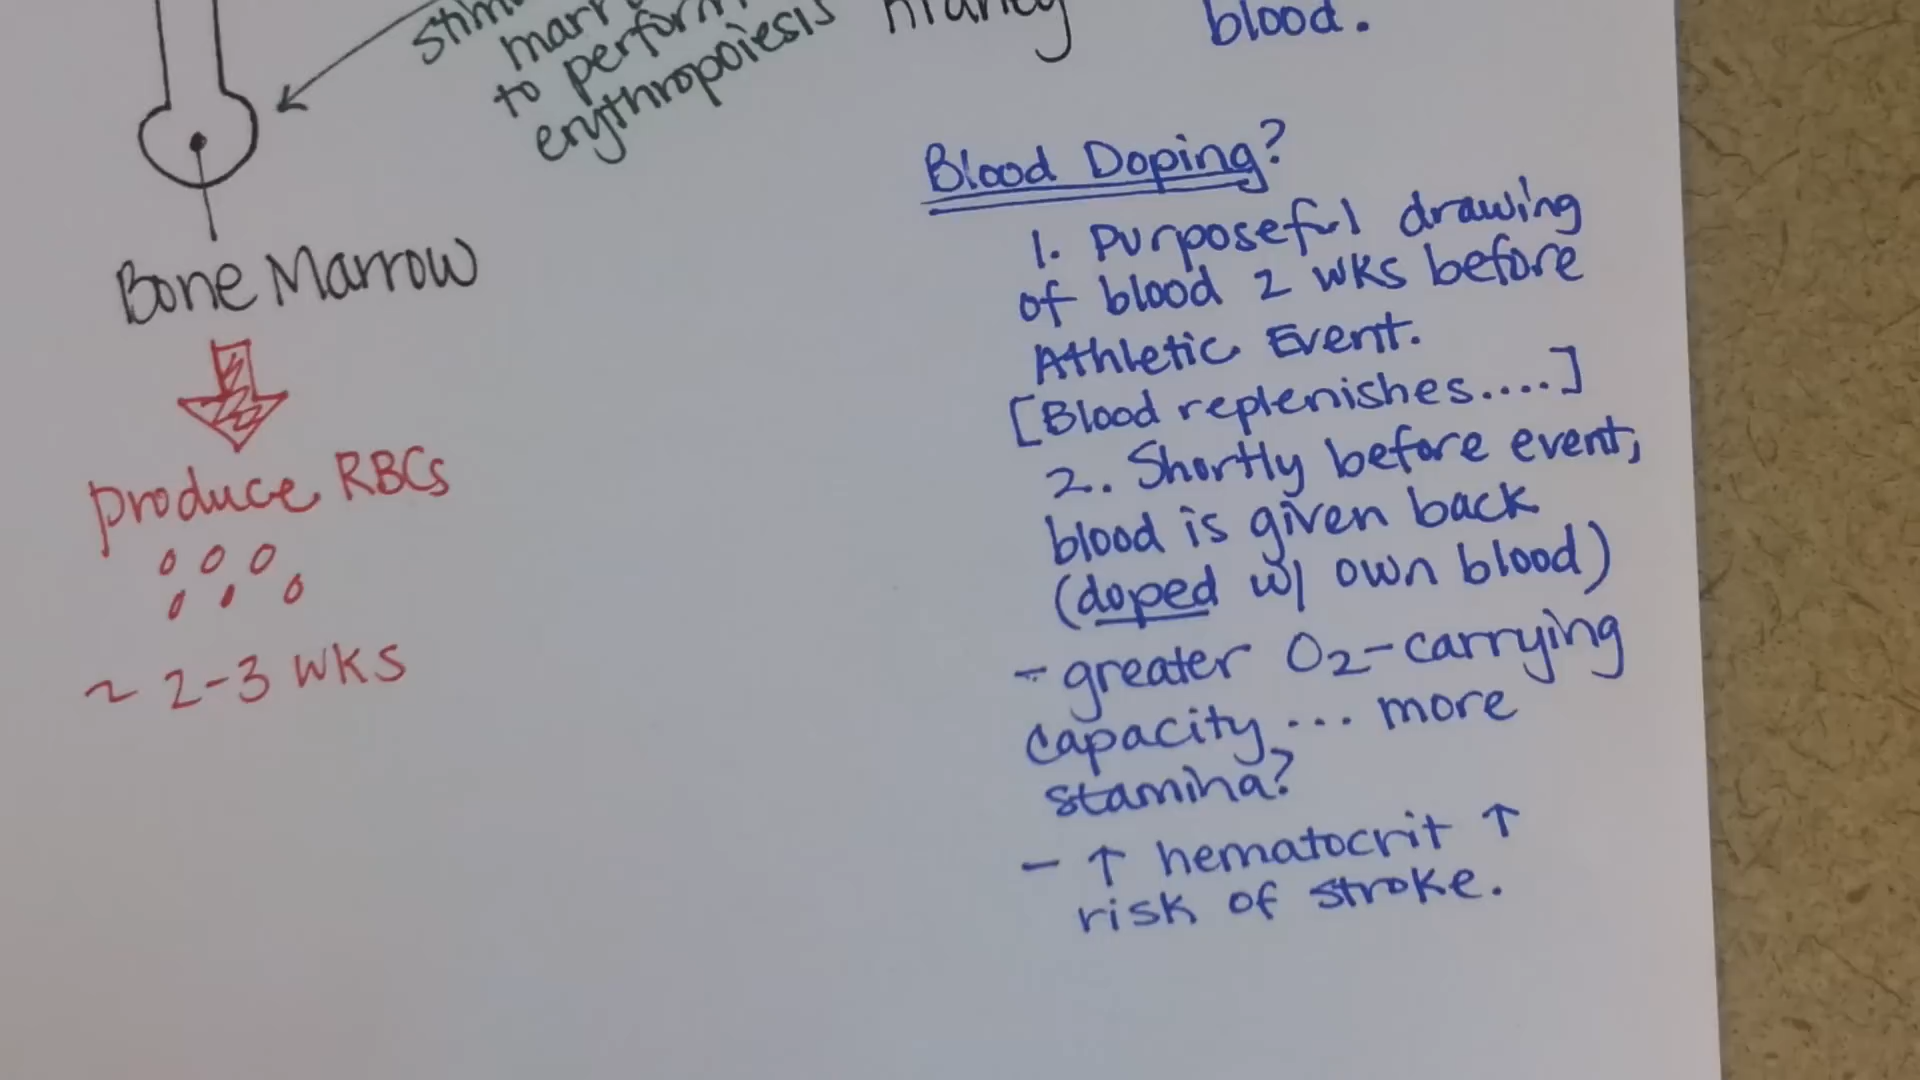 to perform
erythropoiesis
kidney
blood.
Bone Marrow
produce RBCs
~ 2-3 wks
Blood Doping?
1. Purposeful drawing
of blood 2 wks before
Athletic Event.
[Blood replenishes....]
2. Shortly before event,
blood is given back
(doped w/ own blood)
- greater O2-carrying
capacity... more
stamina?
- ↑ hematocrit ↑
risk of stroke.